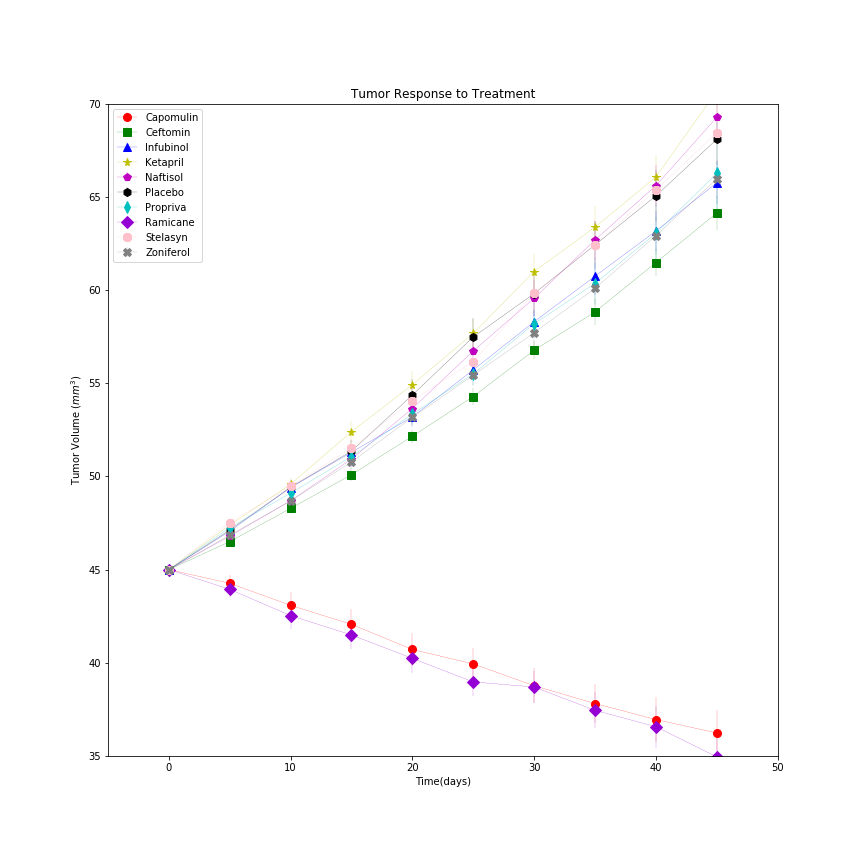 Tumor Response to Treatment
70
65
60
55
50
45
40
35
Tumor Volume (mm³)
Capomulin
Ceftomin
Infubinol
Ketapril
Naftisol
Placebo
Propriva
Ramicane
Stelasyn
Zoniferol
0 10 20 30 40 50
Time(days)